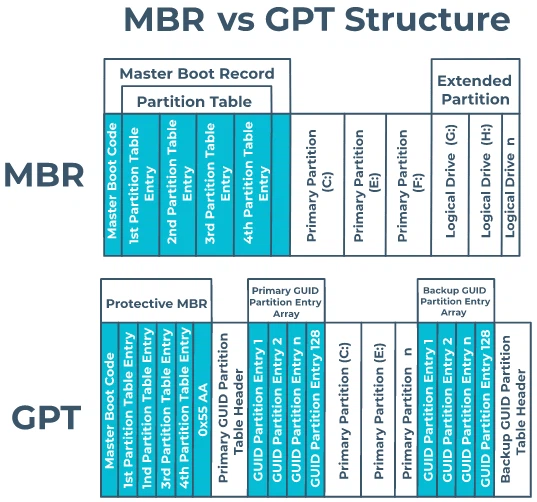 MBR vs GPT Structure
Master Boot Record
Partition Table
Extended
Partition
MBR
Master Boot Code
1st Partition Table
Entry
2nd Partition Table
Entry
3rd Partition Table
Entry
4th Partition Table
Entry
Primary Partition
(C:)
Primary Partition
(E:)
Primary Partition
(F:)
Logical Drive (G:)
Logical Drive (H:)
Logical Drive n
Protective MBR
Primary GUID
Partition Entry
Array
Backup GUID
Partition Entry
Array
GPT
Master Boot Code
1st Partition Table Entry
1nd Partition Table Entry
3rd Partition Table Entry
4th Partition Table Entry
0x55 AA
Primary GUID Partition
Table Header
GUID Partition Entry 1
GUID Partition Entry 2
GUID Partition Entry n
GUID Partition Entry 128
Primary Partition (C:)
Primary Partition (E:)
Primary Partition n
GUID Partition Entry 1
GUID Partition Entry 2
GUID Partition Entry n
GUID Partition Entry 128
Backup GUID Partition
Table Header